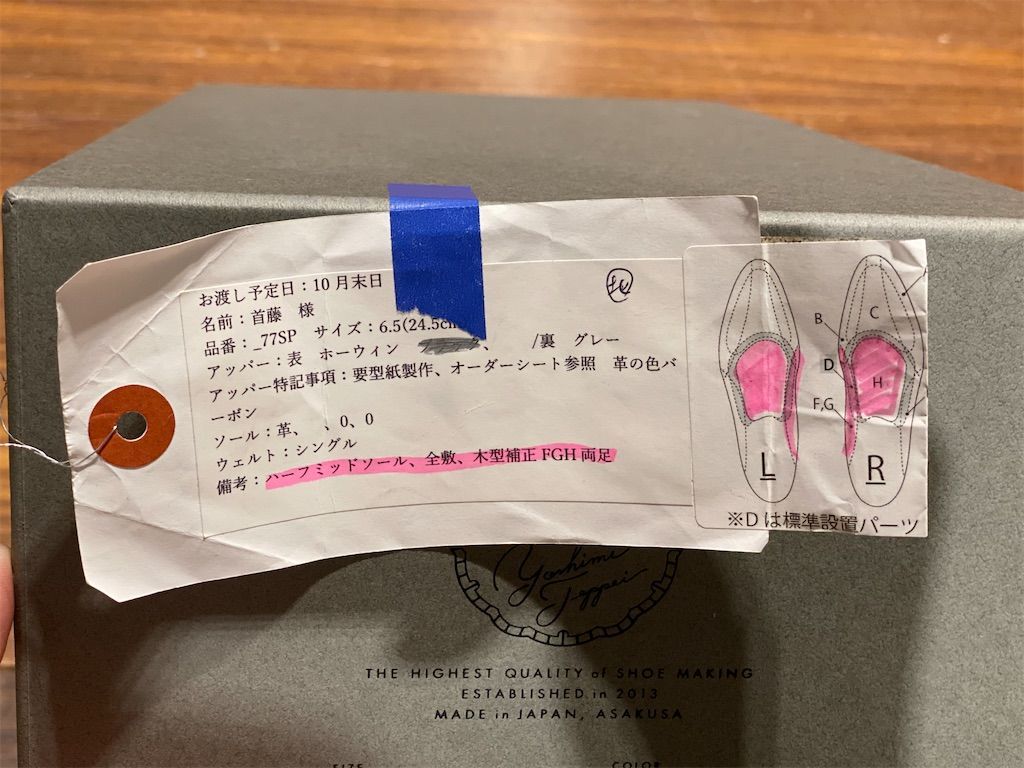 お渡し予定日：10月末日
名前：首藤 様
品番：_77SP サイズ：6.5(24.5cm
アッパー：表 ホーウィン 、 /裏 グレー
アッパー特記事項：要型紙製作、オーダーシート参照 革の色バ
ーボン
ソール：革、 、0、0
ウェルト：シングル
備考：ハーフミッドソール、全敷、木型補正FGH両足
B
C
D
H
F,G
L
R
※Dは標準設置パーツ
Yoshimi
Teppei
THE HIGHEST QUALITY of SHOE MAKING
ESTABLISHED in 2013
MADE in JAPAN, ASAKUSA
SIZE
COLOR